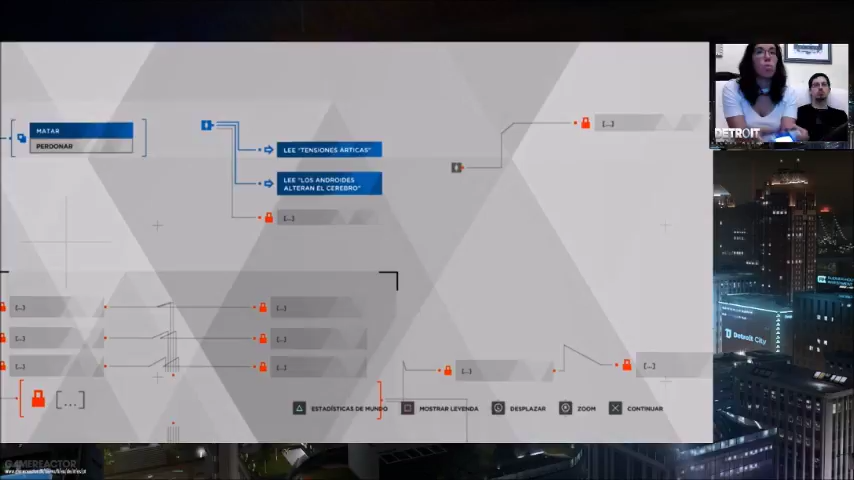 MATAR
PERDONAR
LEE "TENSIONES ÁRTICAS"
LEE "LOS ANDROIDES
ALTERAN EL CEREBRO"
[...]
[...]
[...]
[...]
[...]
[...]
[...]
[...]
[...]
[...]
[...]
ESTADÍSTICAS DE MUNDO
MOSTRAR LEYENDA
DESPLAZAR
ZOOM
CONTINUAR
DETROIT
Detroit City
GAMEREACTOR